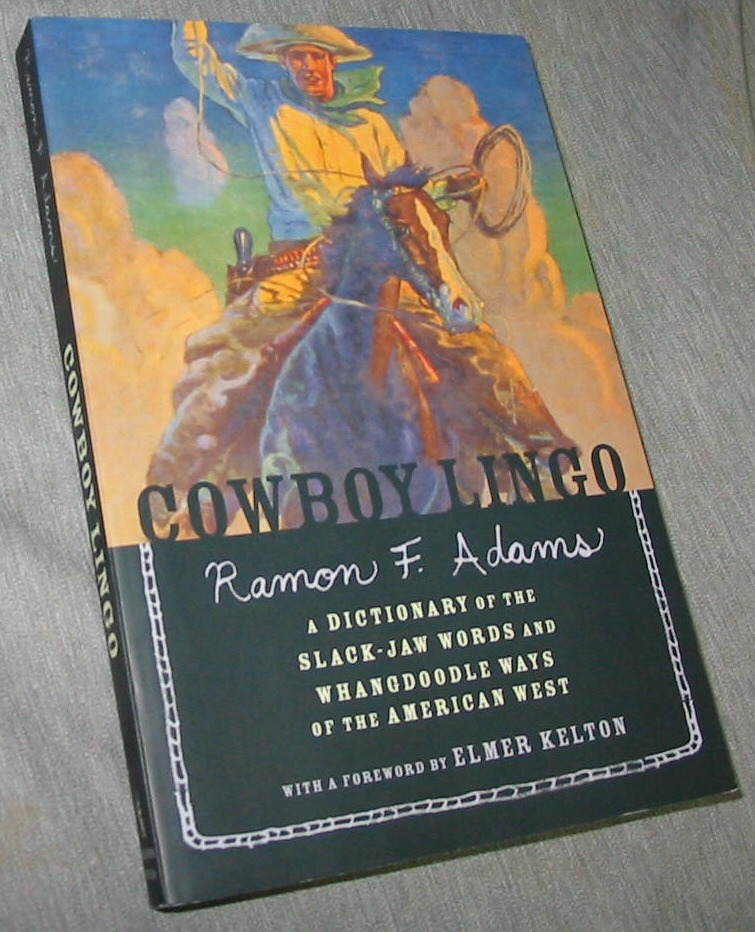 COWBOY LINGO
Ramon F. Adams
A DICTIONARY OF THE
SLACK-JAW WORDS AND
WHANGDOODLE WAYS
OF THE AMERICAN WEST
WITH A FOREWORD BY ELMER KELTON
COWBOY LINGO